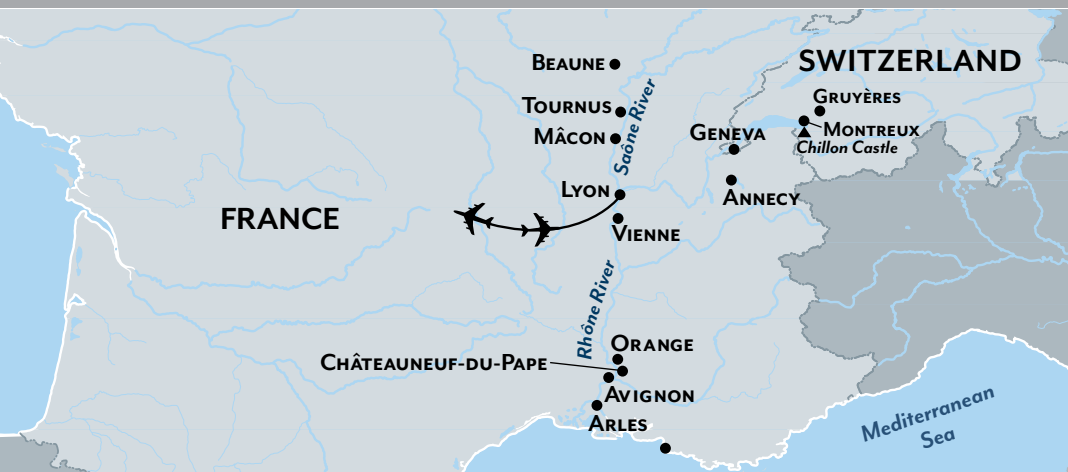 BEAUNE
SWITZERLAND
TOURNUS
GRUYÈRES
Saône River
MÂCON
GENEVA
MONTREUX
Chillon Castle
LYON
ANNECY
FRANCE
VIENNE
Rhône River
ORANGE
CHÂTEAUNEUF-DU-PAPE
AVIGNON
ARLES
Mediterranean
Sea